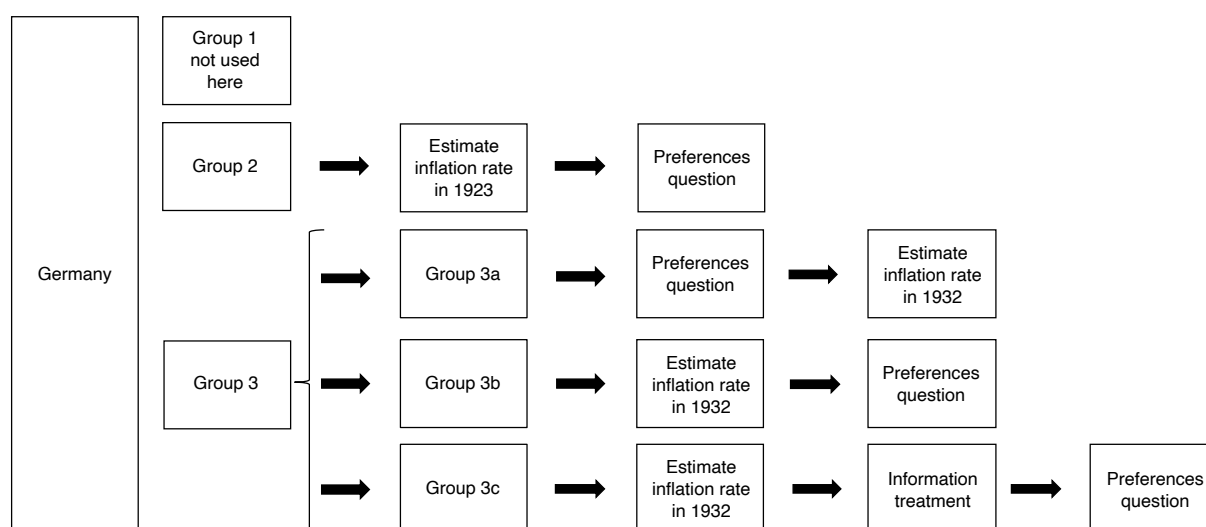 Group 1
not used
here
Group 2
Estimate
inflation rate
in 1923
Preferences
question
Germany
Group 3a
Preferences
question
Estimate
inflation rate
in 1932
Group 3
Group 3b
Estimate
inflation rate
in 1932
Preferences
question
Group 3c
Estimate
inflation rate
in 1932
Information
treatment
Preferences
question